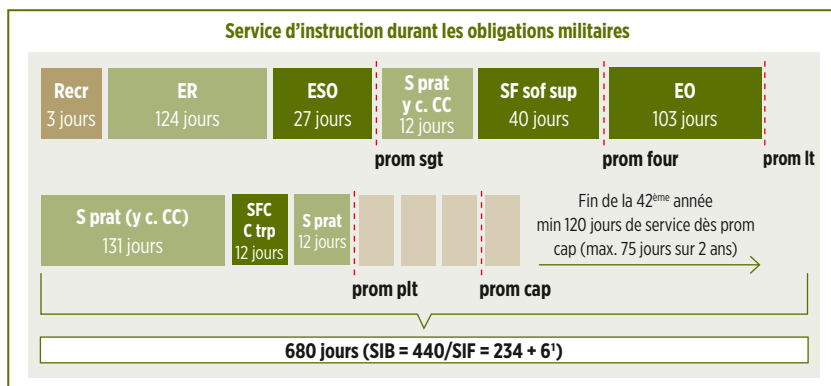 Service d’instruction durant les obligations militaires
Recr
3 jours
ER
124 jours
ESO
27 jours
S prat
y c. CC
12 jours
SF sof sup
40 jours
EO
103 jours
prom sgt
prom four
prom lt
S prat (y c. CC)
131 jours
SFC
C trp
12 jours
S prat
12 jours
Fin de la 42ème année
min 120 jours de service dès prom
cap (max. 75 jours sur 2 ans)
prom plt
prom cap
680 jours (SIB = 440/SIF = 234 + 6¹)